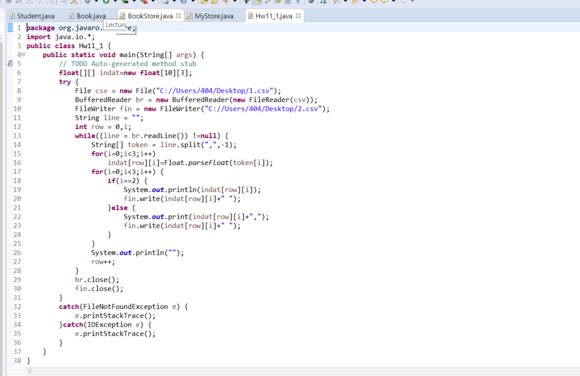 Student.java Book.java BookStore.java MyStore.java Hw11_1.java
Lectur
1 package org.javaro. e;
2 import java.io.*;
3 public class Hw11_1 {
4 public static void main(String[] args) {
5 // TODO Auto-generated method stub
6 float[][] indat=new float[10][3];
7 try {
8 File csv = new File("C://Users/404/Desktop/1.csv");
9 BufferedReader br = new BufferedReader(new FileReader(csv));
10 FileWriter fin = new FileWriter("C://Users/404/Desktop/2.csv");
11 String line = "";
12 int row = 0,i;
13 while((line = br.readLine()) !=null) {
14 String[] token = line.split(",",-1);
15 for(i=0;i<3;i++)
16 indat[row][i]=Float.parseFloat(token[i]);
17 for(i=0;i<3;i++) {
18 if(i==2) {
19 System.out.println(indat[row][i]);
20 fin.write(indat[row][i]+" ");
21 }else {
22 System.out.print(indat[row][i]+",");
23 fin.write(indat[row][i]+" ");
24 }
25 }
26 System.out.println("");
27 row++;
28 }
29 br.close();
30 fin.close();
31 }
32 catch(FileNotFoundException e) {
33 e.printStackTrace();
34 }catch(IOException e) {
35 e.printStackTrace();
36 }
37 }
38 }